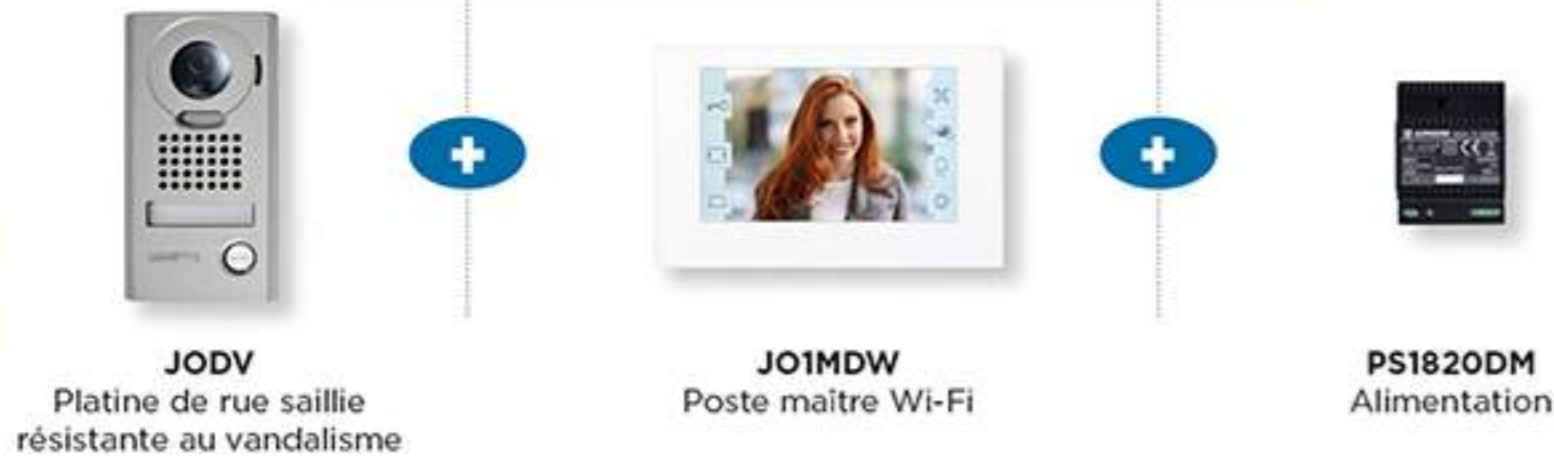 JODV
Platine de rue saillie
résistante au vandalisme
JO1MDW
Poste maître Wi-Fi
PS1820DM
Alimentation